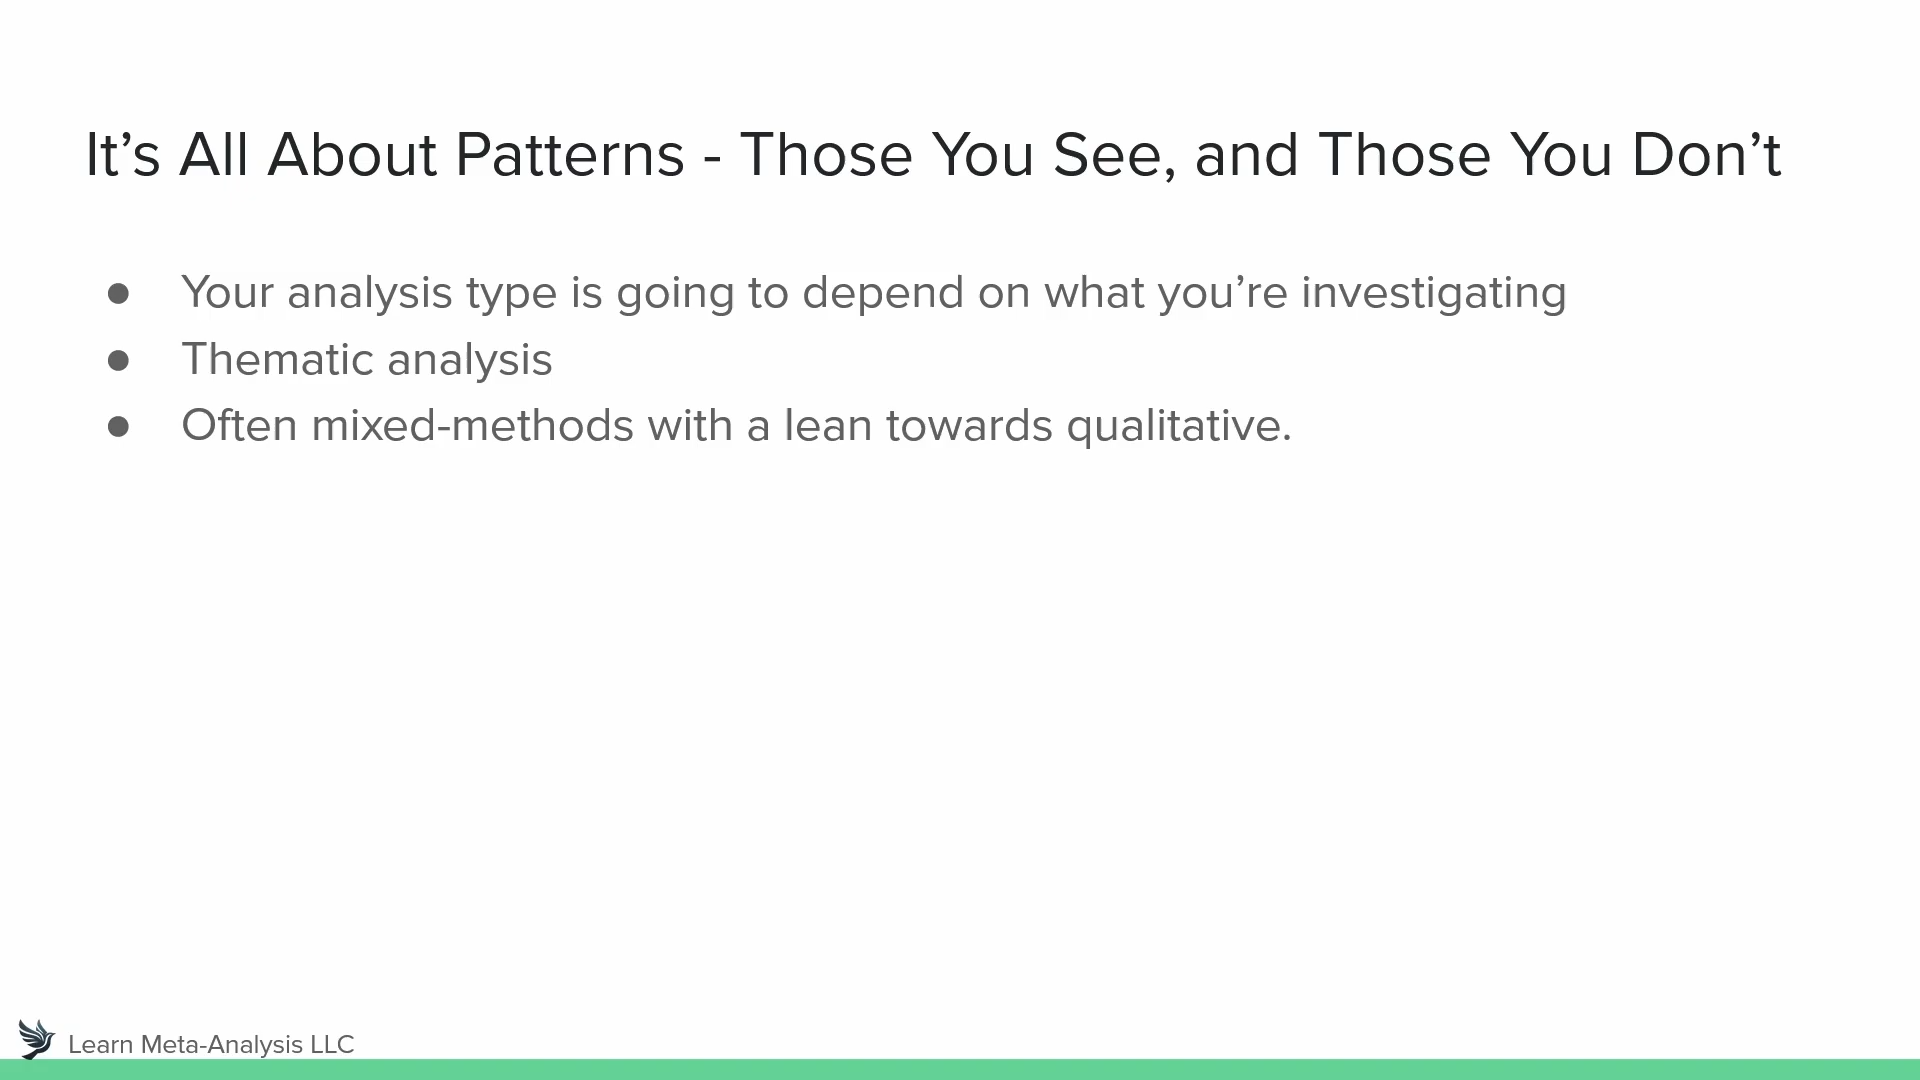 It’s All About Patterns - Those You See, and Those You Don’t
● Your analysis type is going to depend on what you’re investigating
● Thematic analysis
● Often mixed-methods with a lean towards qualitative.
Learn Meta-Analysis LLC